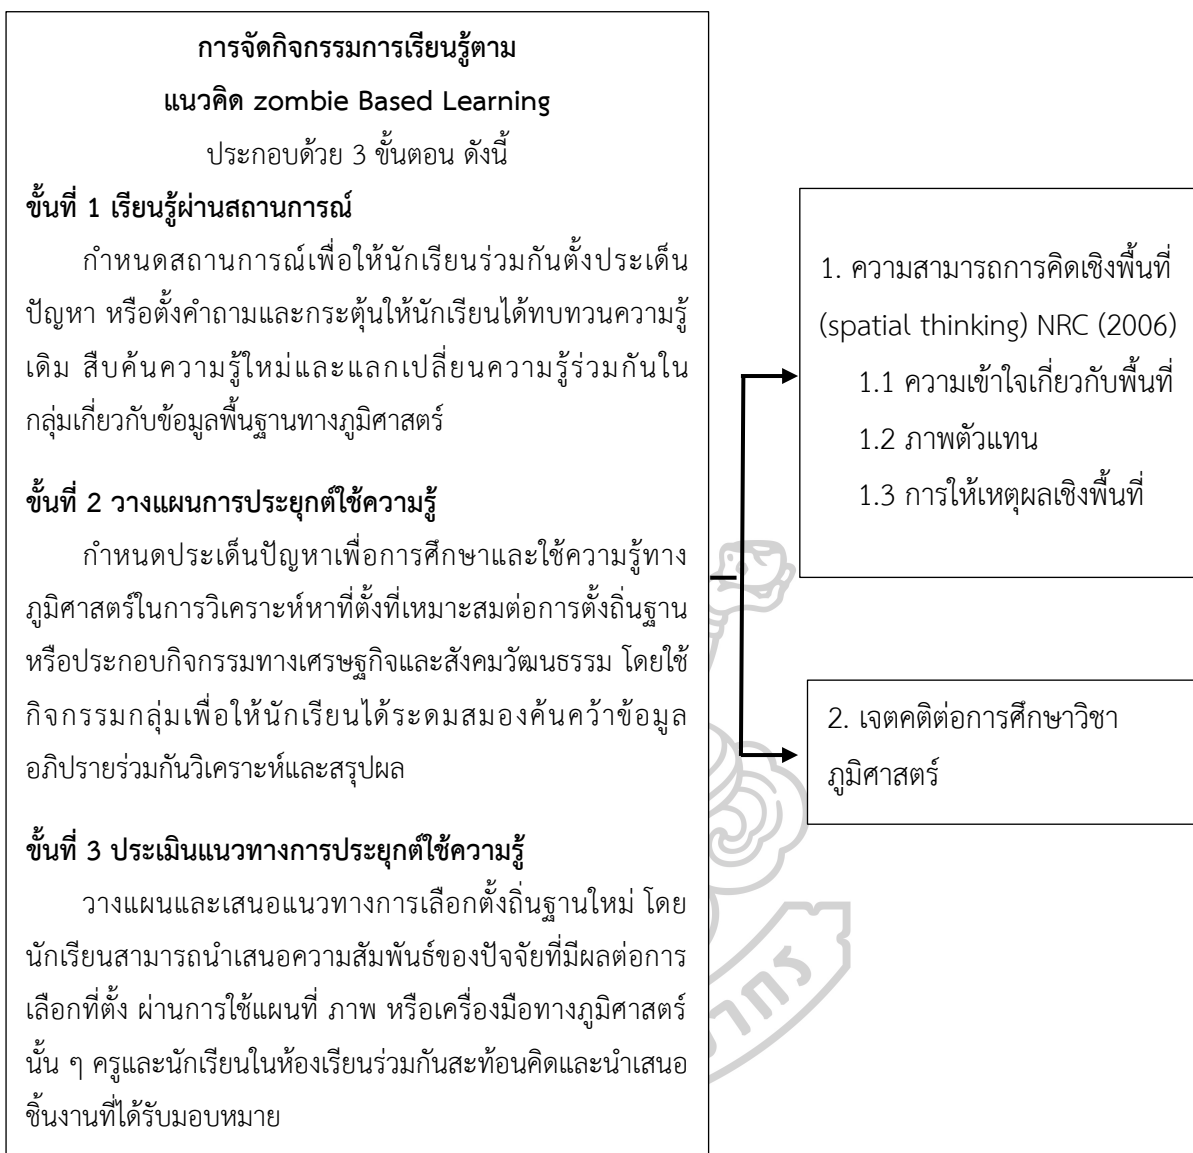 การจัดกิจกรรมการเรียนรู้ตาม
แนวคิด zombie Based Learning
ประกอบด้วย 3 ขั้นตอน ดังนี้
ขั้นที่ 1 เรียนรู้ผ่านสถานการณ์
กำหนดสถานการณ์เพื่อให้นักเรียนร่วมกันตั้งประเด็น
ปัญหา หรือตั้งคำถามและกระตุ้นให้นักเรียนได้ทบทวนความรู้
เดิม สืบค้นความรู้ใหม่และแลกเปลี่ยนความรู้ร่วมกันใน
กลุ่มเกี่ยวกับข้อมูลพื้นฐานทางภูมิศาสตร์
ขั้นที่ 2 วางแผนการประยุกต์ใช้ความรู้
กำหนดประเด็นปัญหาเพื่อการศึกษาและใช้ความรู้ทาง
ภูมิศาสตร์ในการวิเคราะห์หาที่ตั้งที่เหมาะสมต่อการตั้งถิ่นฐาน
หรือประกอบกิจกรรมทางเศรษฐกิจและสังคมวัฒนธรรม โดยใช้
กิจกรรมกลุ่มเพื่อให้นักเรียนได้ระดมสมองค้นคว้าข้อมูล
อภิปรายร่วมกันวิเคราะห์และสรุปผล
ขั้นที่ 3 ประเมินแนวทางการประยุกต์ใช้ความรู้
วางแผนและเสนอแนวทางการเลือกตั้งถิ่นฐานใหม่ โดย
นักเรียนสามารถนำเสนอความสัมพันธ์ของปัจจัยที่มีผลต่อการ
เลือกที่ตั้ง ผ่านการใช้แผนที่ ภาพ หรือเครื่องมือทางภูมิศาสตร์
นั้น ๆ ครูและนักเรียนในห้องเรียนร่วมกันสะท้อนคิดและนำเสนอ
ชิ้นงานที่ได้รับมอบหมาย
1. ความสามารถการคิดเชิงพื้นที่
(spatial thinking) NRC (2006)
1.1 ความเข้าใจเกี่ยวกับพื้นที่
1.2 ภาพตัวแทน
1.3 การให้เหตุผลเชิงพื้นที่
2. เจตคติต่อการศึกษาวิชา
ภูมิศาสตร์